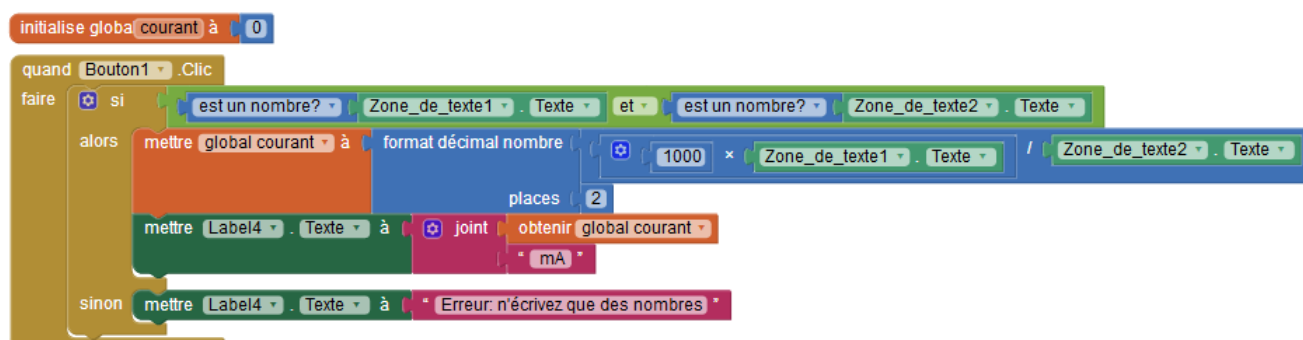 initialise globa courant à 0
quand Bouton1 .Clic
faire si est un nombre? Zone_de_texte1 . Texte et est un nombre? Zone_de_texte2 . Texte
alors mettre global courant à format décimal nombre 1000 × Zone_de_texte1 . Texte / Zone_de_texte2 . Texte
places 2
mettre Label4 . Texte à joint obtenir global courant
" mA "
sinon mettre Label4 . Texte à " Erreur: n'écrivez que des nombres "